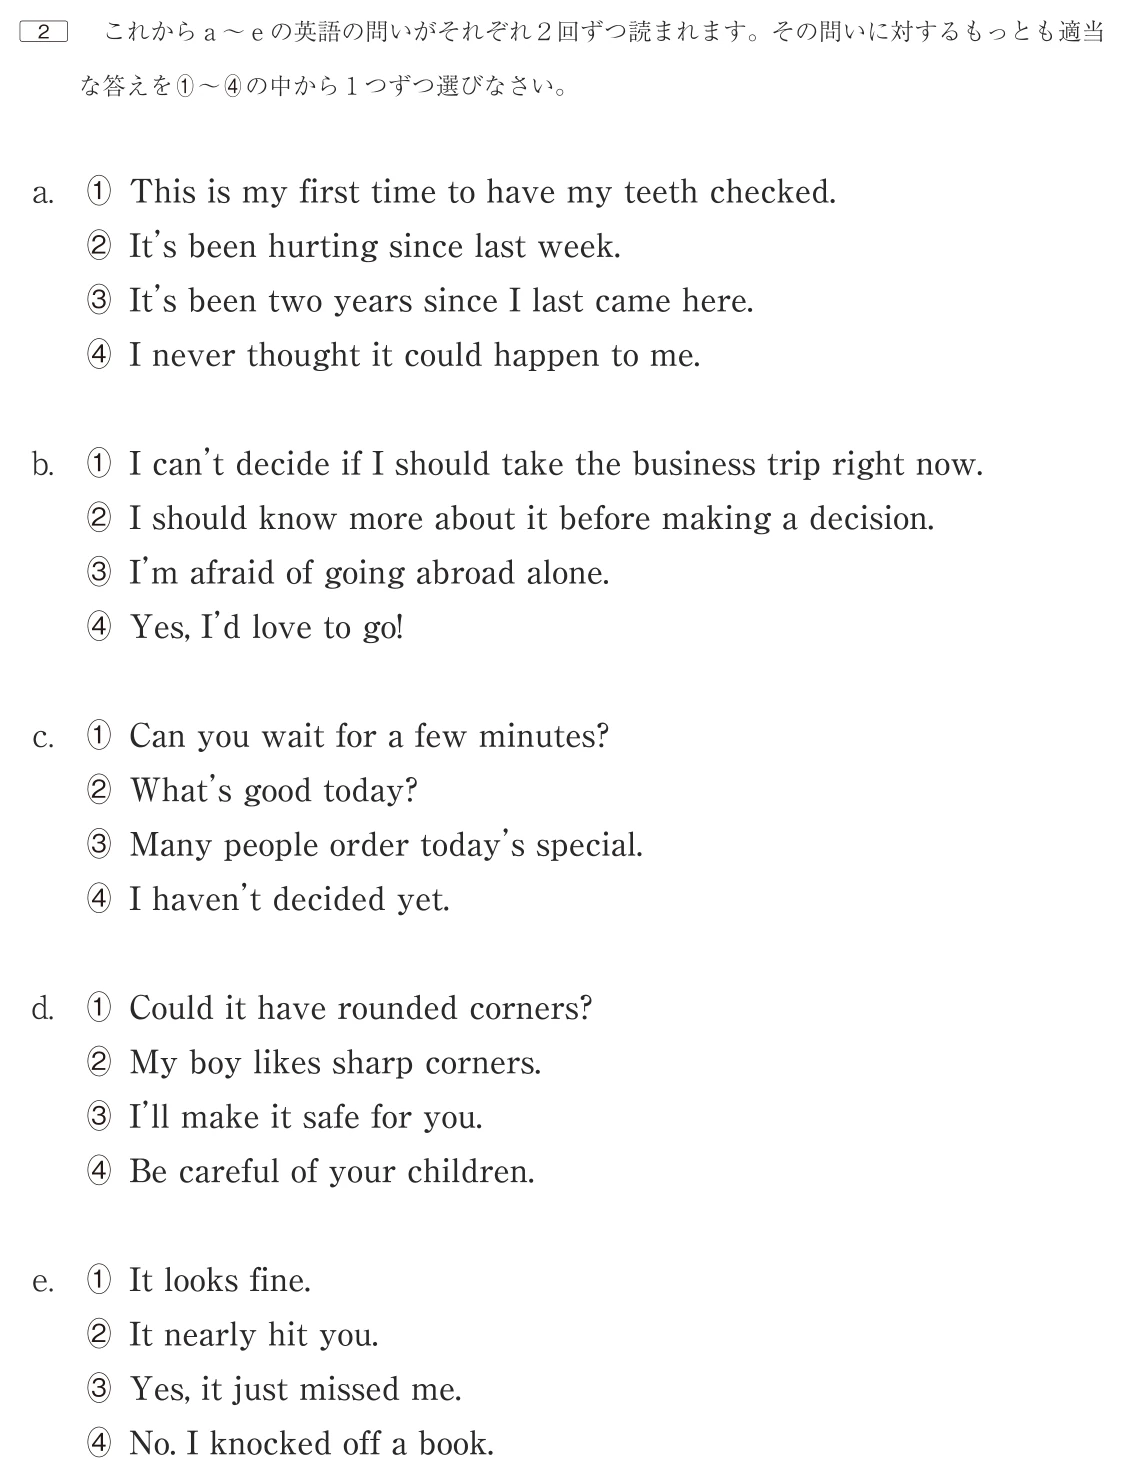 2 これからａ～ｅの英語の問いがそれぞれ２回ずつ読まれます。その問いに対するもっとも適当
な答えを①～④の中から１つずつ選びなさい。
a. ① This is my first time to have my teeth checked.
② It’s been hurting since last week.
③ It’s been two years since I last came here.
④ I never thought it could happen to me.
b. ① I can’t decide if I should take the business trip right now.
② I should know more about it before making a decision.
③ I’m afraid of going abroad alone.
④ Yes, I’d love to go!
c. ① Can you wait for a few minutes?
② What’s good today?
③ Many people order today’s special.
④ I haven’t decided yet.
d. ① Could it have rounded corners?
② My boy likes sharp corners.
③ I’ll make it safe for you.
④ Be careful of your children.
e. ① It looks fine.
② It nearly hit you.
③ Yes, it just missed me.
④ No. I knocked off a book.